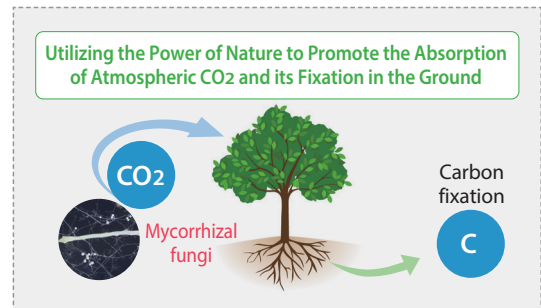 Utilizing the Power of Nature to Promote the Absorption
of Atmospheric CO2 and its Fixation in the Ground
CO2
Mycorrhizal
fungi
Carbon
fixation
C